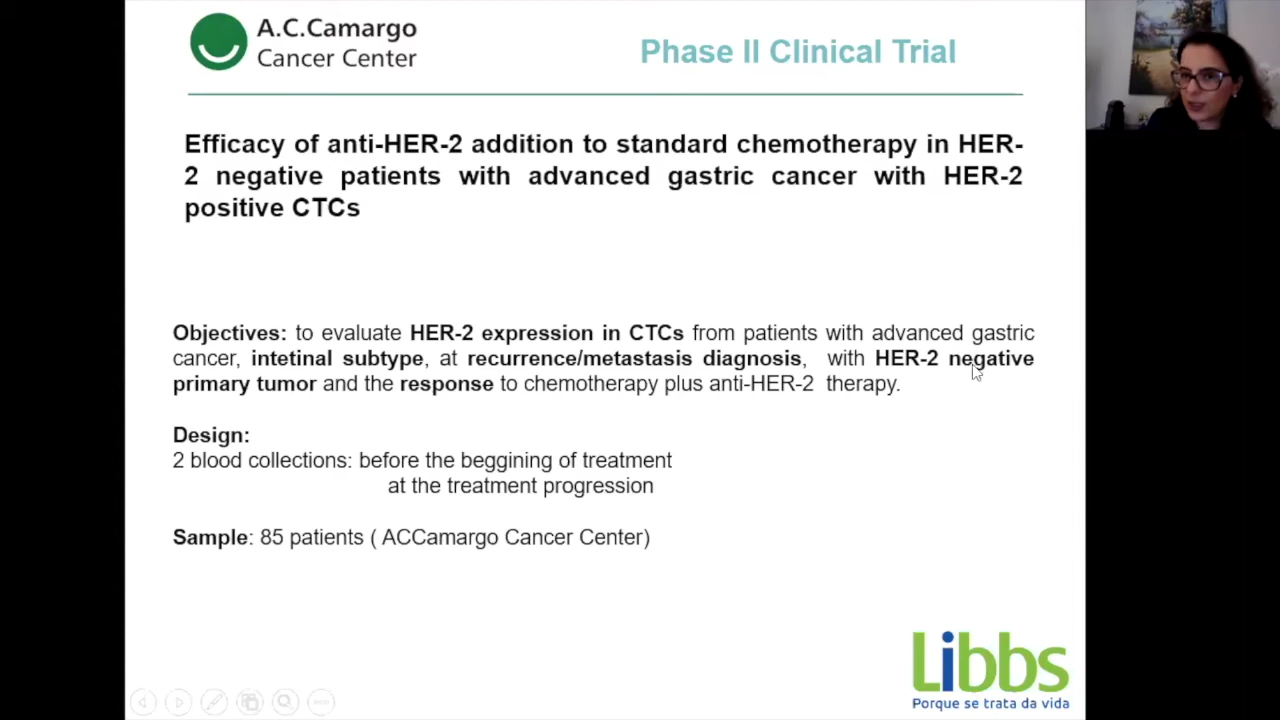 A.C.Camargo
Cancer Center
Phase II Clinical Trial
Efficacy of anti-HER-2 addition to standard chemotherapy in HER-
2 negative patients with advanced gastric cancer with HER-2
positive CTCs
Objectives: to evaluate HER-2 expression in CTCs from patients with advanced gastric
cancer, intetinal subtype, at recurrence/metastasis diagnosis, with HER-2 negative
primary tumor and the response to chemotherapy plus anti-HER-2 therapy.
Design:
2 blood collections: before the beggining of treatment
at the treatment progression
Sample: 85 patients ( ACCamargo Cancer Center)
Libbs
Porque se trata da vida